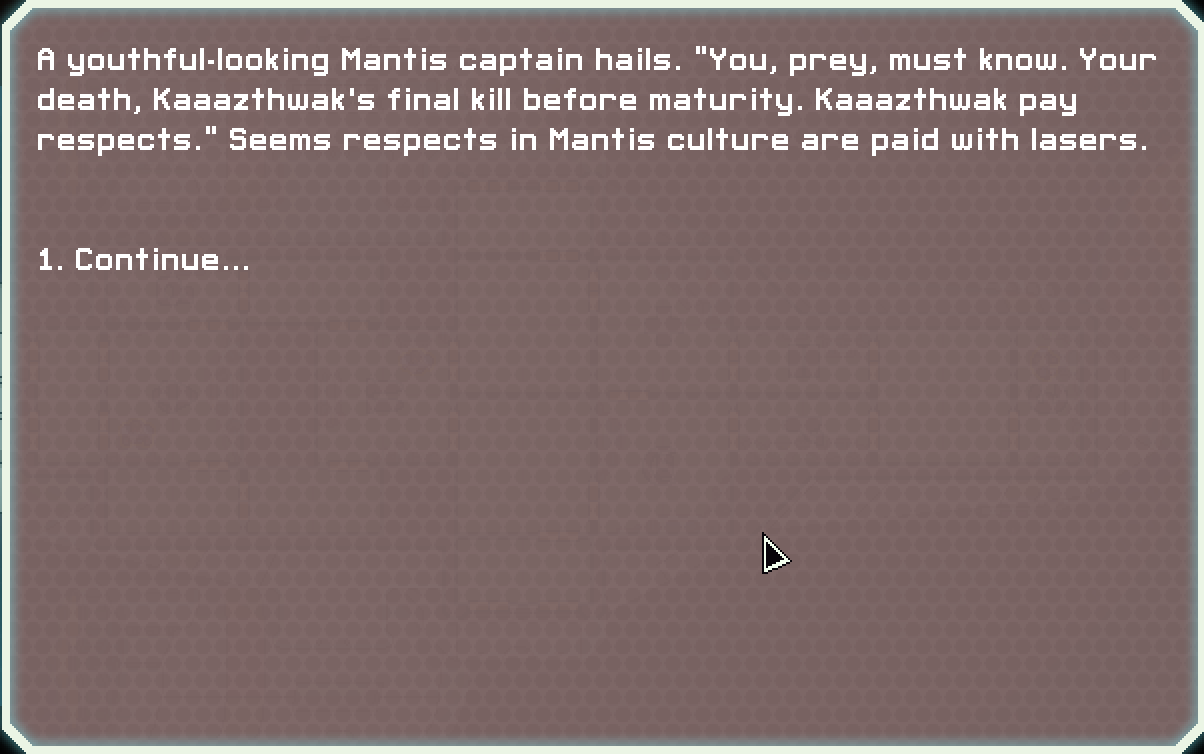 A youthful-looking Mantis captain hails. "You, prey, must know. Your
death, Kaaazthwak's final kill before maturity. Kaaazthwak pay
respects." Seems respects in Mantis culture are paid with lasers.
1. Continue...